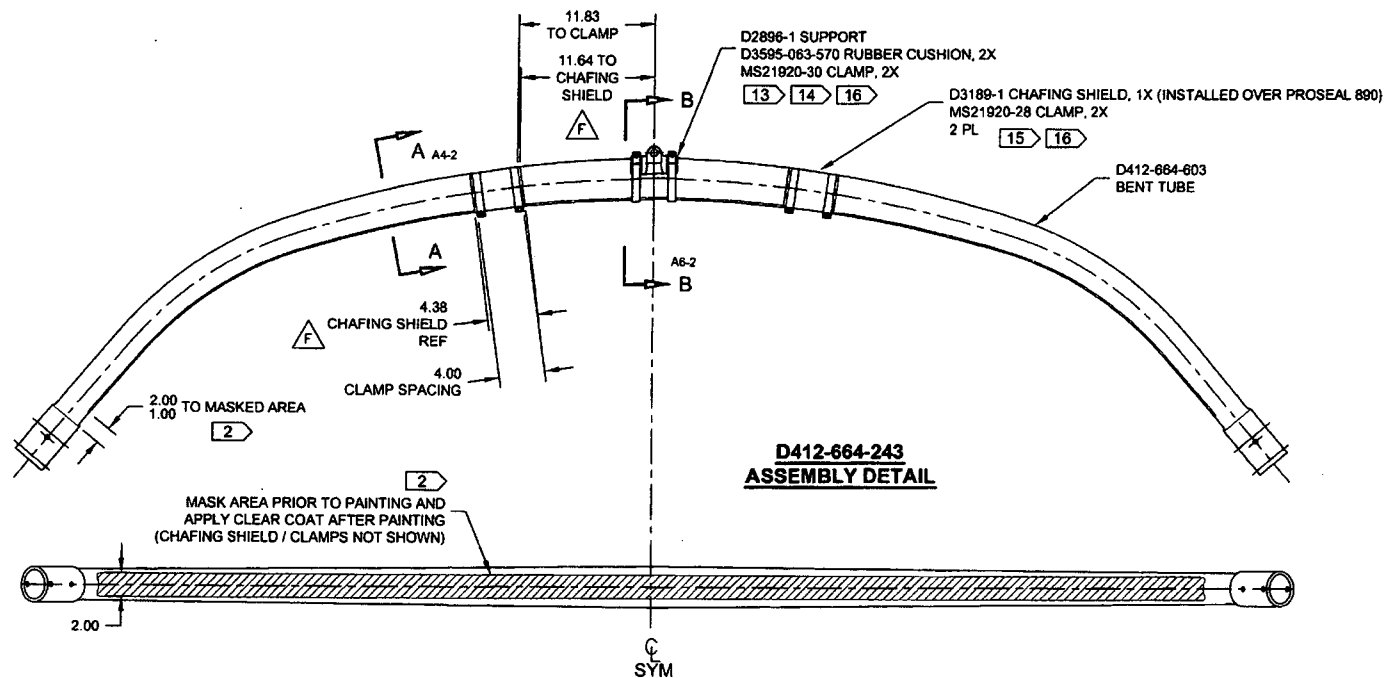 11.83
TO CLAMP
11.64 TO
CHAFING
SHIELD
F
B
D2896-1 SUPPORT
D3595-063-570 RUBBER CUSHION, 2X
MS21920-30 CLAMP, 2X
13 14 16
D3189-1 CHAFING SHIELD, 1X (INSTALLED OVER PROSEAL 890)
MS21920-28 CLAMP, 2X
2 PL 15 16
D412-664-603
BENT TUBE
A A4-2
A
A6-2
B
4.38
CHAFING SHIELD
REF
F
4.00
CLAMP SPACING
2.00
1.00
TO MASKED AREA
2
D412-664-243
ASSEMBLY DETAIL
2
MASK AREA PRIOR TO PAINTING AND
APPLY CLEAR COAT AFTER PAINTING
(CHAFING SHIELD / CLAMPS NOT SHOWN)
2.00
CL
SYM